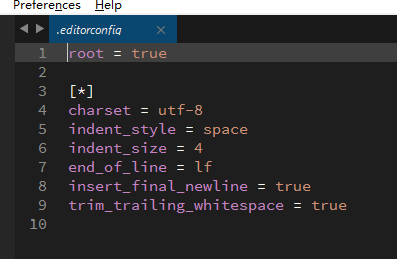 Preferences Help
.editorconfig ×
1 root = true
2
3 [*]
4 charset = utf-8
5 indent_style = space
6 indent_size = 4
7 end_of_line = lf
8 insert_final_newline = true
9 trim_trailing_whitespace = true
10